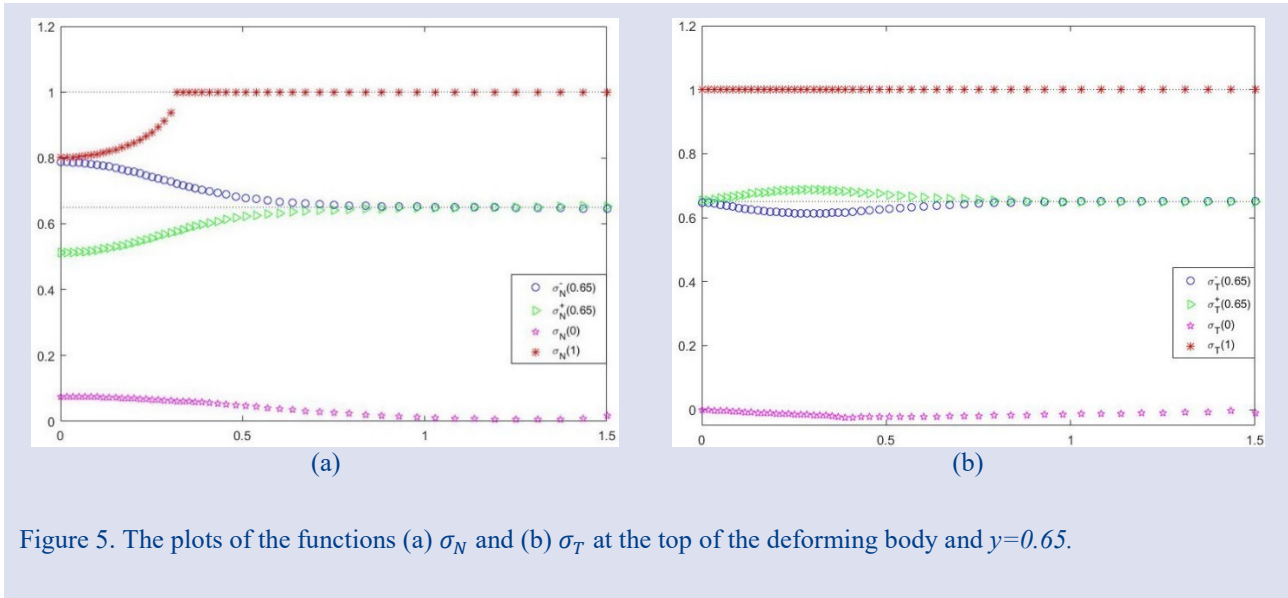 1.2
1
0.8
0.6
0.4
0.2
0
0
0.5
1
1.5
σ_N^-(0.65)
σ_N^+(0.65)
σ_N(0)
σ_N(1)
(a)
1.2
1
0.8
0.6
0.4
0.2
0
0
0.5
1
1.5
σ_T^-(0.65)
σ_T^+(0.65)
σ_T(0)
σ_T(1)
(b)
Figure 5. The plots of the functions (a) σ_N and (b) σ_T at the top of the deforming body and y=0.65.